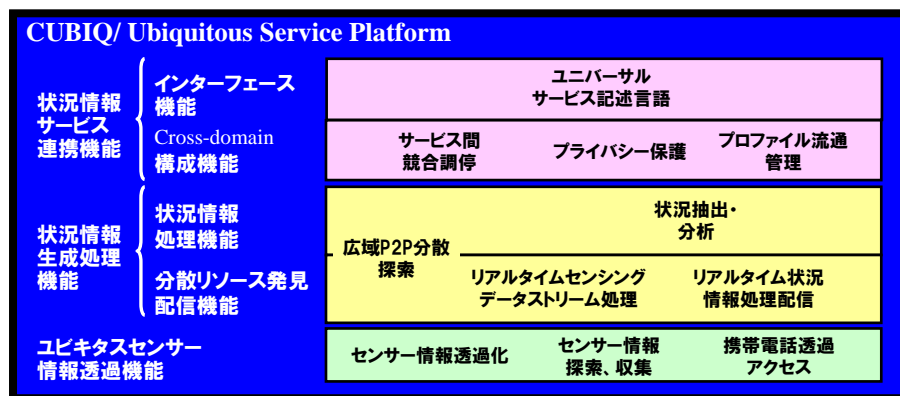 CUBIQ/ Ubiquitous Service Platform
状況情報
サービス
連携機能
インターフェース
機能
Cross-domain
構成機能
ユニバーサル
サービス記述言語
サービス間
競合調停
プライバシー保護
プロファイル流通
管理
状況情報
生成処理
機能
状況情報
処理機能
分散リソース発見
配信機能
広域P2P分散
探索
状況抽出・
分析
リアルタイムセンシング
データストリーム処理
リアルタイム状況
情報処理配信
ユビキタスセンサー
情報透過機能
センサー情報透過化
センサー情報
探索、収集
携帯電話透過
アクセス